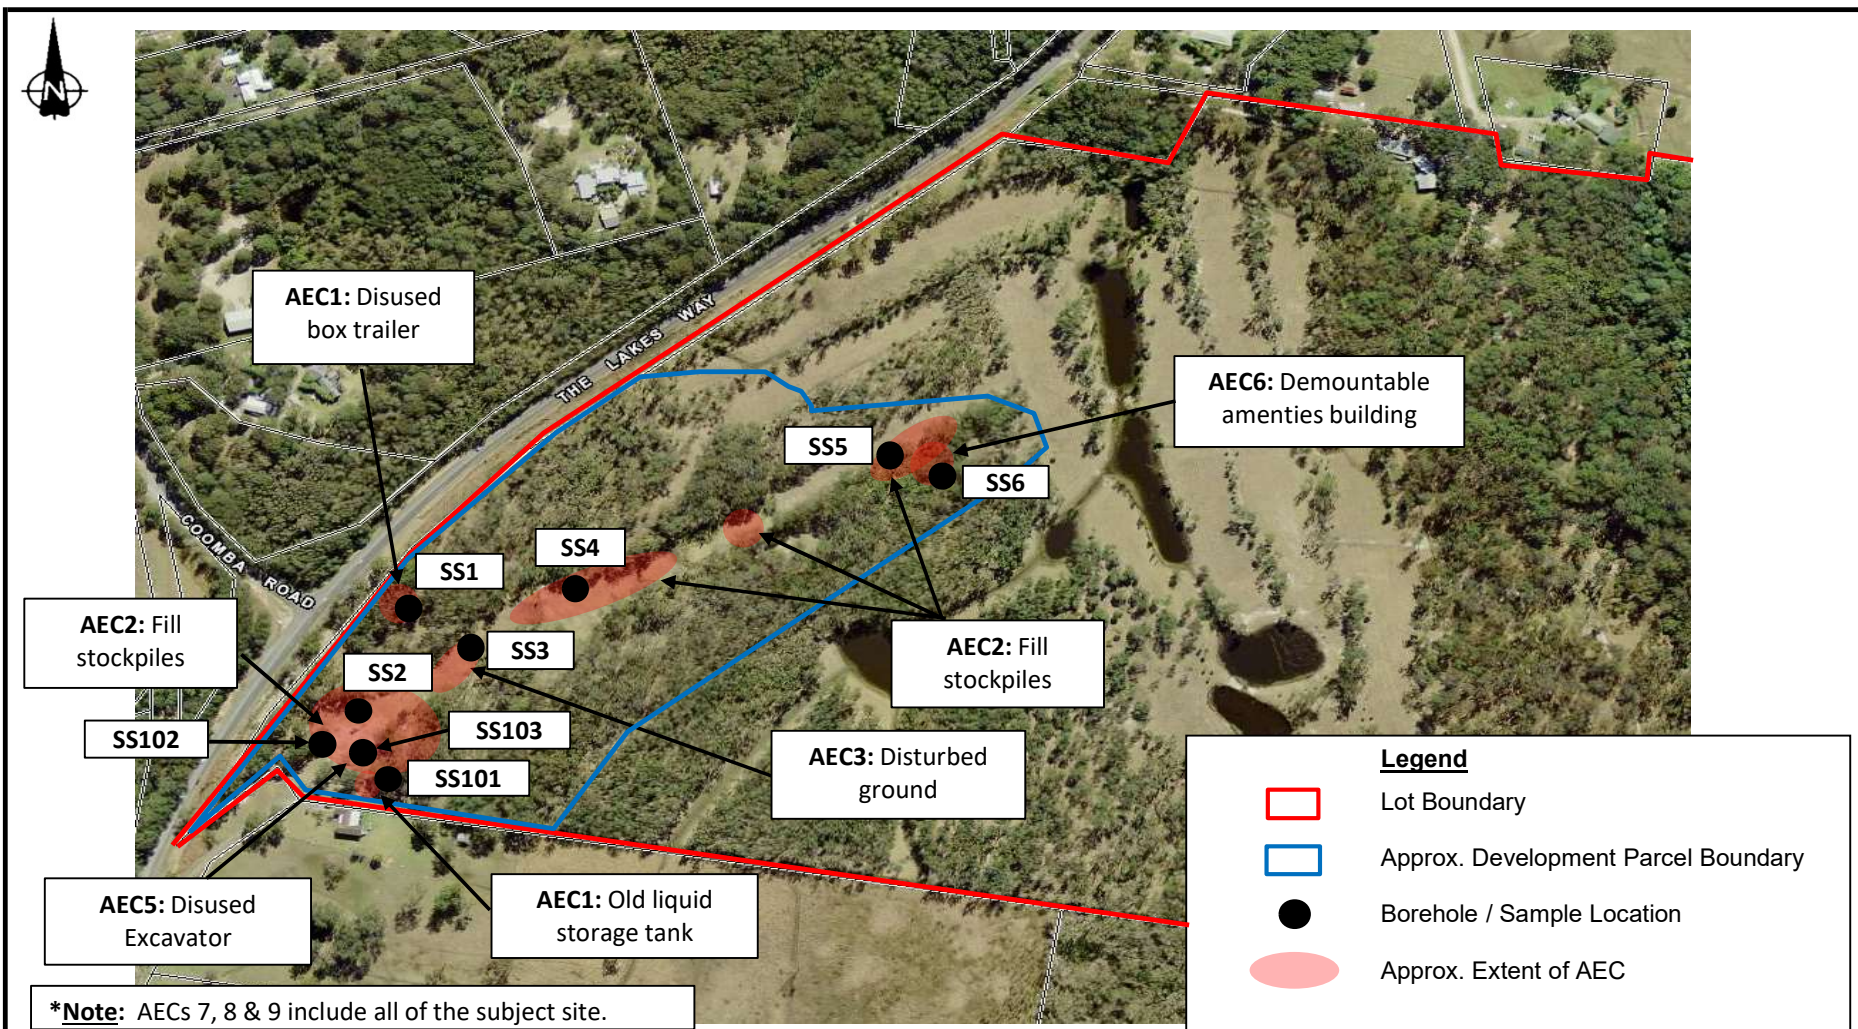 N
AEC1: Disused
box trailer
THE LAKES WAY
AEC6: Demountable
amenties building
SS5
SS6
COOMBA ROAD
SS4
SS1
AEC2: Fill
stockpiles
SS3
AEC2: Fill
stockpiles
SS2
SS102
SS103
SS101
AEC3: Disturbed
ground
AEC5: Disused
Excavator
AEC1: Old liquid
storage tank
Legend
Lot Boundary
Approx. Development Parcel Boundary
Borehole / Sample Location
Approx. Extent of AEC
*Note: AECs 7, 8 & 9 include all of the subject site.